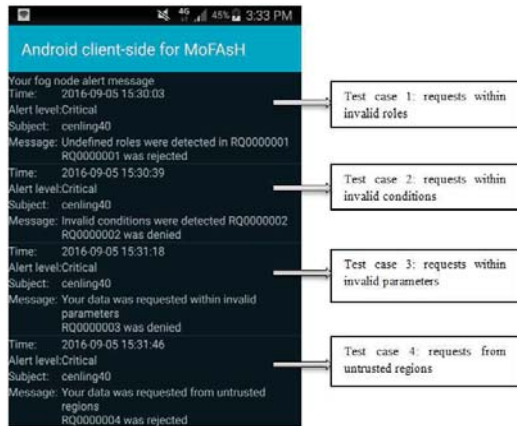 4G 45% 3:33 PM
Android client-side for MoFAsH
Your fog node alert message
Time: 2016-09-05 15:30:03
Alert level:Critical
Subject: cenling40
Message: Undefined roles were detected in RQ0000001
RQ0000001 was rejected
Time: 2016-09-05 15:30:39
Alert level:Critical
Subject: cenling40
Message: Invalid conditions were detected RQ0000002
RQ0000002 was denied
Time: 2016-09-05 15:31:18
Alert level:Critical
Subject: cenling40
Message: Your data was requested within invalid
parameters
RQ0000003 was denied
Time: 2016-09-05 15:31:46
Alert level:Critical
Subject: cenling40
Message: Your data was requested from untrusted
regions
RQ0000004 was rejected
Test case 1: requests within
invalid roles
Test case 2: requests within
invalid conditions
Test case 3: requests within
invalid parameters
Test case 4: requests from
untrusted regions